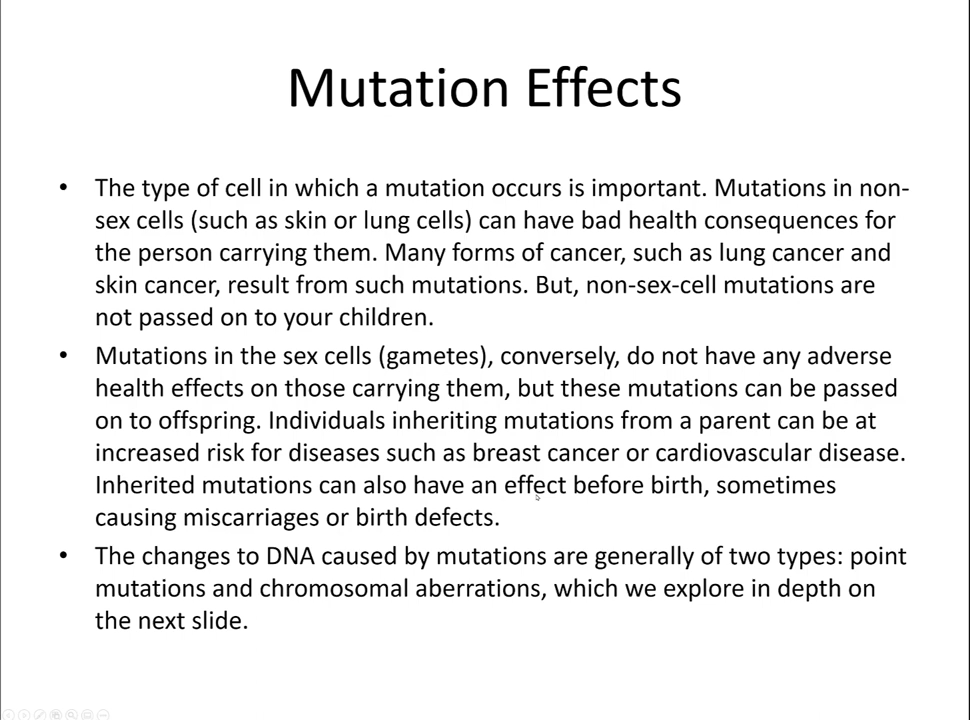 Mutation Effects
• The type of cell in which a mutation occurs is important. Mutations in non-
sex cells (such as skin or lung cells) can have bad health consequences for
the person carrying them. Many forms of cancer, such as lung cancer and
skin cancer, result from such mutations. But, non-sex-cell mutations are
not passed on to your children.
• Mutations in the sex cells (gametes), conversely, do not have any adverse
health effects on those carrying them, but these mutations can be passed
on to offspring. Individuals inheriting mutations from a parent can be at
increased risk for diseases such as breast cancer or cardiovascular disease.
Inherited mutations can also have an effect before birth, sometimes
causing miscarriages or birth defects.
• The changes to DNA caused by mutations are generally of two types: point
mutations and chromosomal aberrations, which we explore in depth on
the next slide.